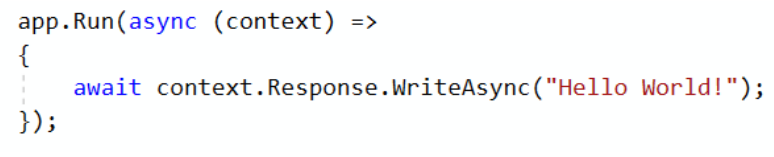 app.Run(async (context) =>
{
    await context.Response.WriteAsync("Hello World!");
});